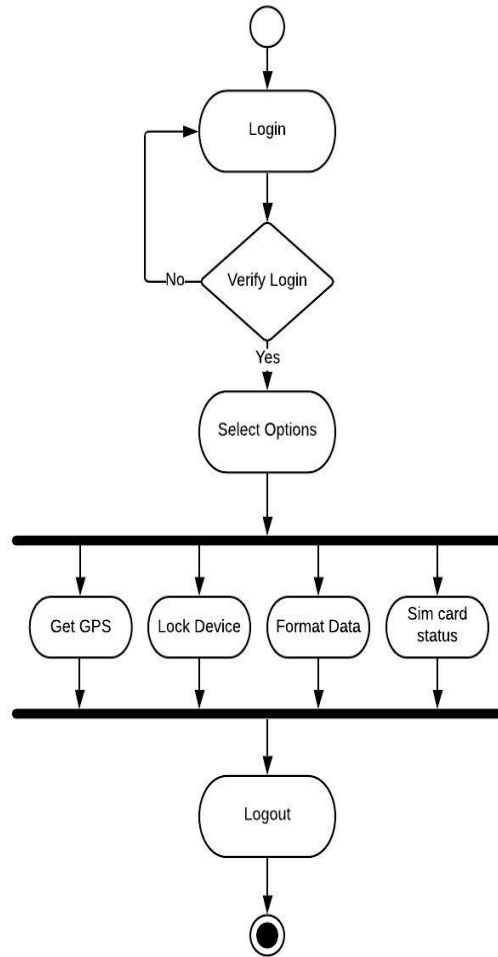 Login
Verify Login
No
Yes
Select Options
Get GPS
Lock Device
Format Data
Sim card
status
Logout